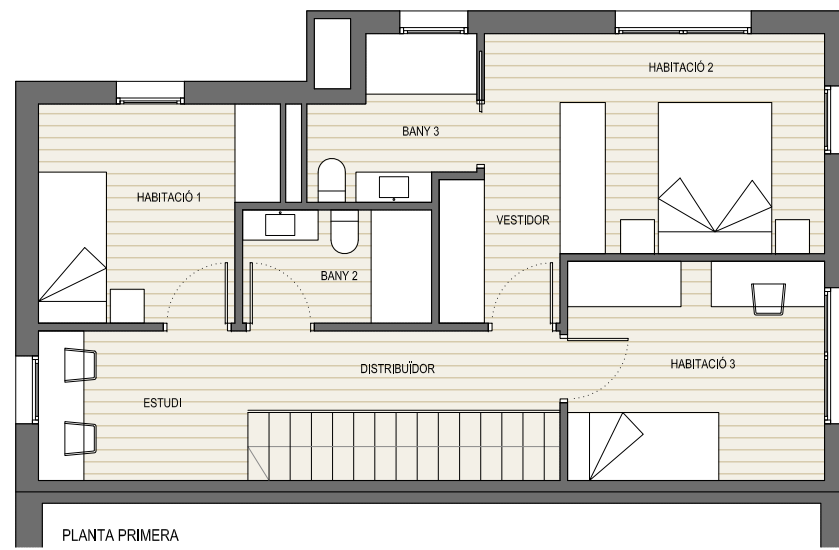 HABITACIÓ 2
BANY 3
HABITACIÓ 1
VESTIDOR
BANY 2
DISTRIBUÏDOR
HABITACIÓ 3
ESTUDI
PLANTA PRIMERA